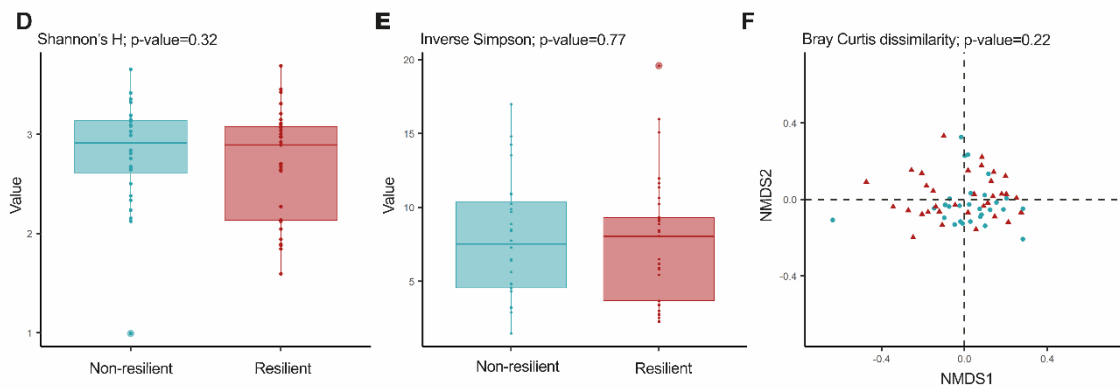 D
Shannon's H; p-value=0.32
Value
3
2
1
Non-resilient
Resilient
E
Inverse Simpson; p-value=0.77
Value
20
15
10
5
Non-resilient
Resilient
F
Bray Curtis dissimilarity; p-value=0.22
NMDS2
0.4
0.0
-0.4
-0.4
0.0
0.4
NMDS1